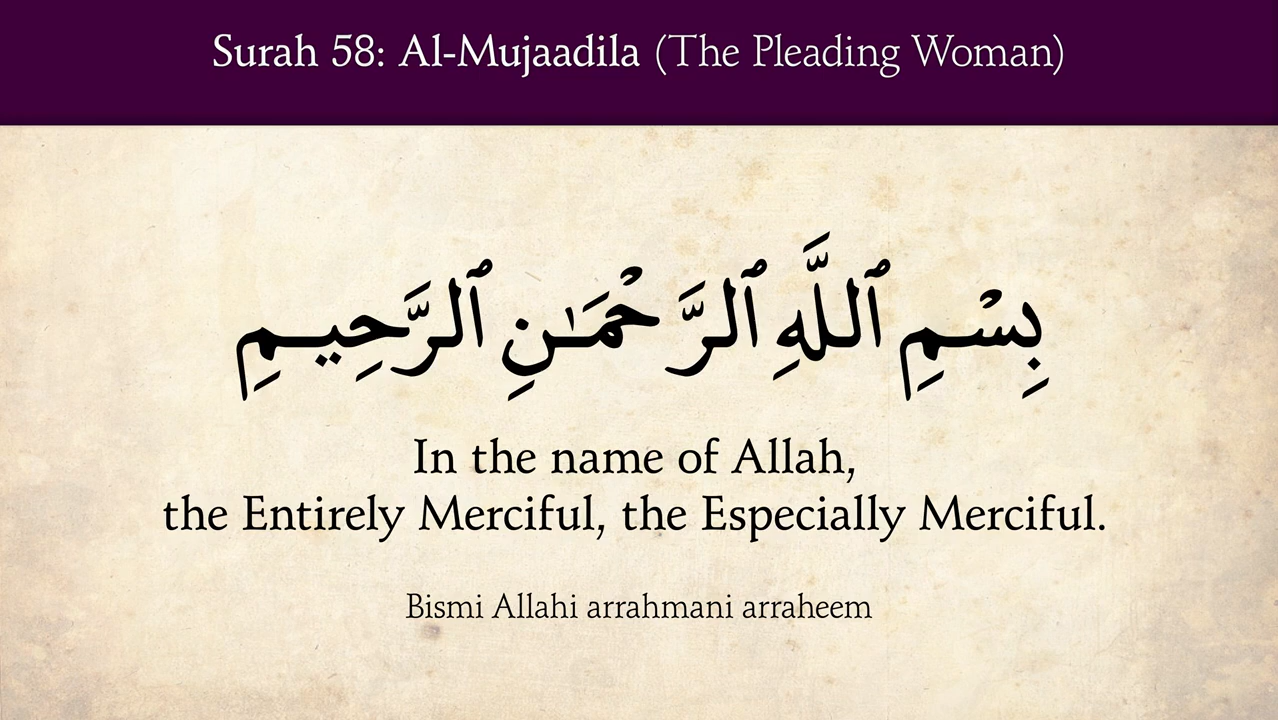 Surah 58: Al-Mujaadila (The Pleading Woman)
بِسْمِ ٱللَّهِ ٱلرَّحْمَـٰنِ ٱلرَّحِيمِ
In the name of Allah,
the Entirely Merciful, the Especially Merciful.
Bismi Allahi arrahmani arraheem